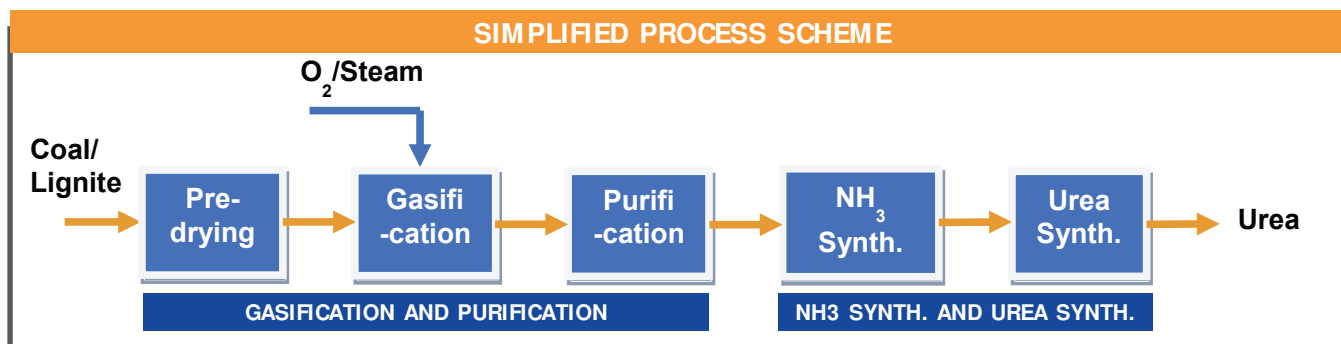 SIMPLIFIED PROCESS SCHEME
O2/Steam
Coal/
Lignite
Pre-
drying
Gasifi
-cation
Purifi
-cation
NH3
Synth.
Urea
Synth.
Urea
GASIFICATION AND PURIFICATION
NH3 SYNTH. AND UREA SYNTH.